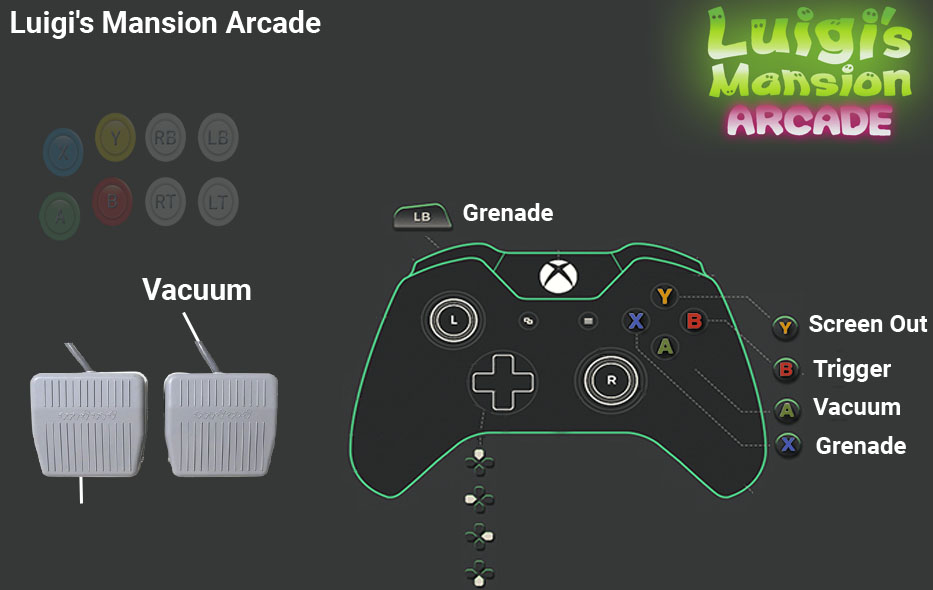 Luigi's Mansion Arcade
Luigi's
Mansion
ARCADE
X Y RB LB
A B RT LT
LB Grenade
Vacuum
L
R
Y
X B
A
Y Screen Out
B Trigger
A Vacuum
X Grenade